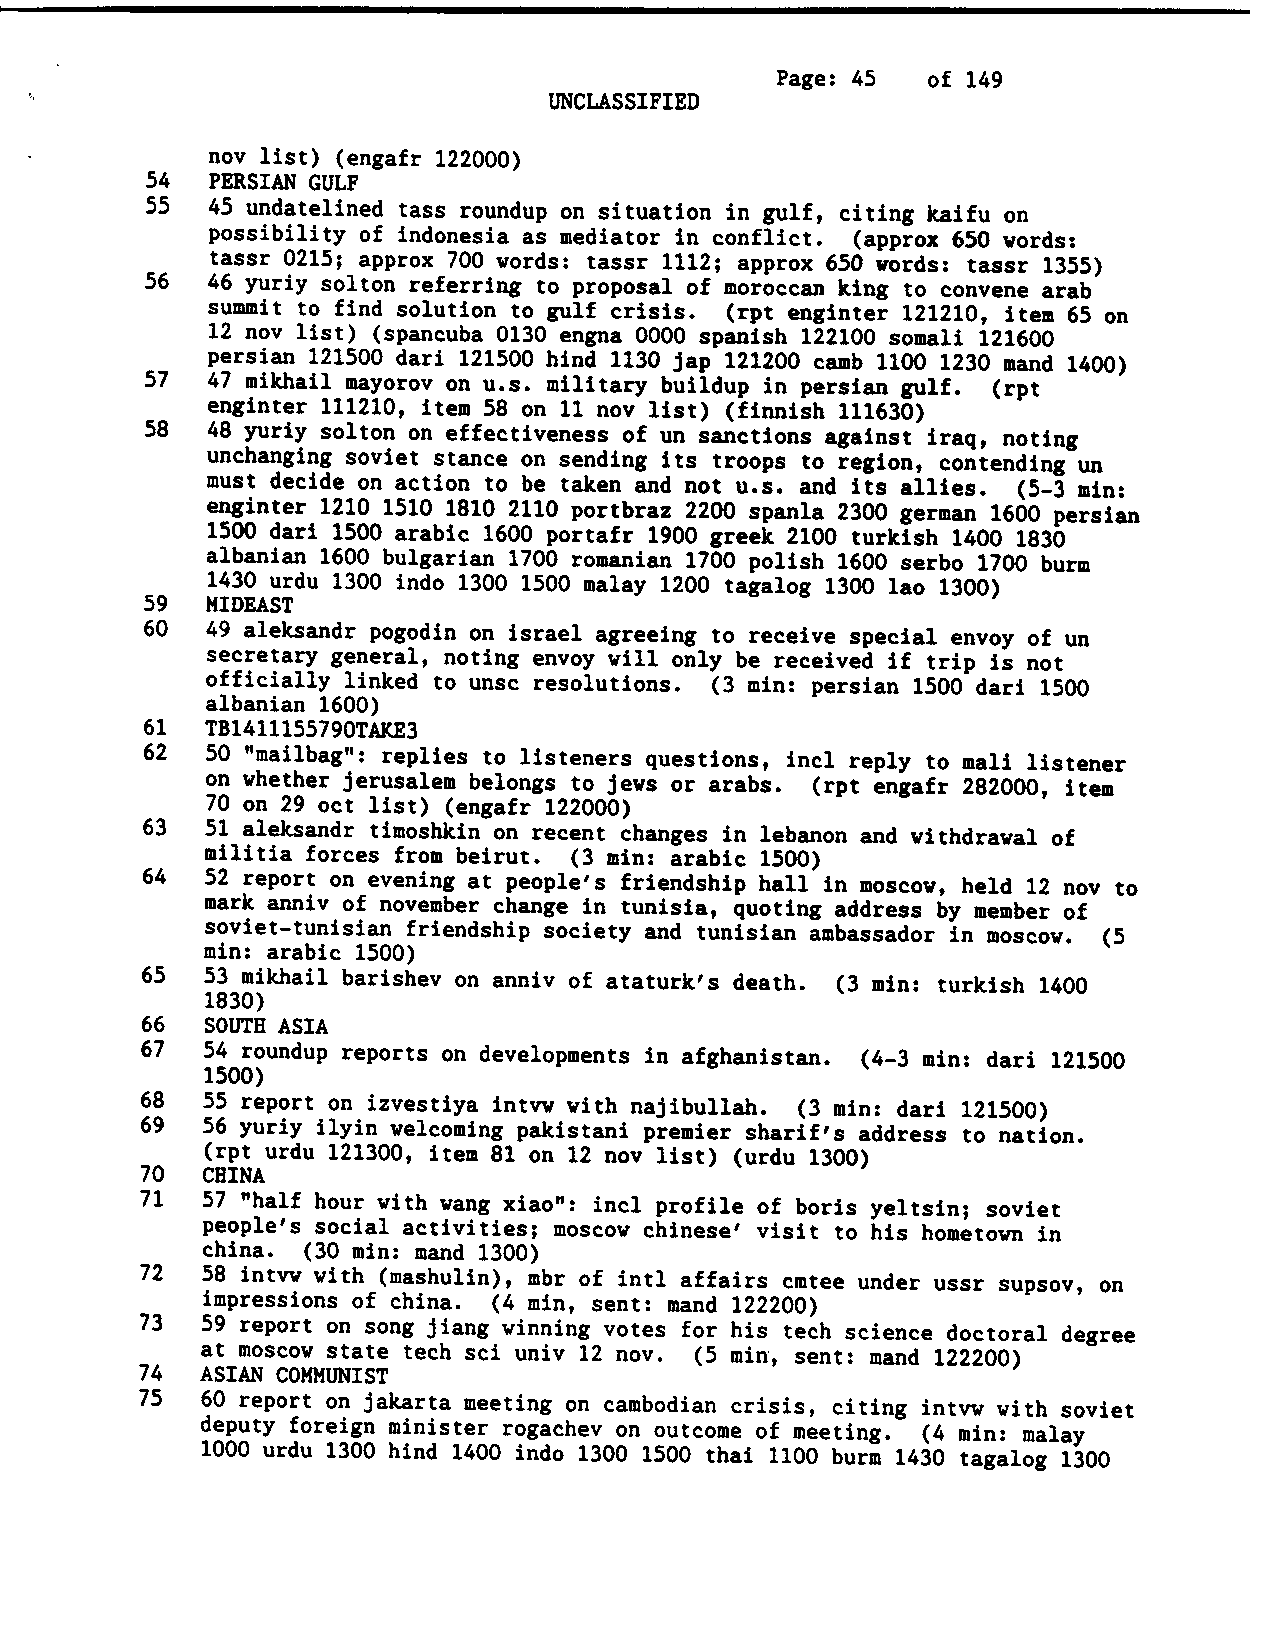 Page: 45 of 149
UNCLASSIFIED
nov list) (engafr 122000)
54 PERSIAN GULF
55 45 undatelined tass roundup on situation in gulf, citing kaifu on
possibility of indonesia as mediator in conflict. (approx 650 words:
tassr 0215; approx 700 words: tassr 1112; approx 650 words: tassr 1355)
56 46 yuriy solton referring to proposal of moroccan king to convene arab
summit to find solution to gulf crisis. (rpt enginter 121210, item 65 on
12 nov list) (spancuba 0130 engna 0000 spanish 122100 somali 121600
persian 121500 dari 121500 hind 1130 jap 121200 camb 1100 1230 mand 1400)
57 47 mikhail mayorov on u.s. military buildup in persian gulf. (rpt
enginter 111210, item 58 on 11 nov list) (finnish 111630)
58 48 yuriy solton on effectiveness of un sanctions against iraq, noting
unchanging soviet stance on sending its troops to region, contending un
must decide on action to be taken and not u.s. and its allies. (5-3 min:
enginter 1210 1510 1810 2110 portbraz 2200 spanla 2300 german 1600 persian
1500 dari 1500 arabic 1600 portafr 1900 greek 2100 turkish 1400 1830
albanian 1600 bulgarian 1700 romanian 1700 polish 1600 serbo 1700 burm
1430 urdu 1300 indo 1300 1500 malay 1200 tagalog 1300 lao 1300)
59 MIDEAST
60 49 aleksandr pogodin on israel agreeing to receive special envoy of un
secretary general, noting envoy will only be received if trip is not
officially linked to unsc resolutions. (3 min: persian 1500 dari 1500
albanian 1600)
61 TB1411155790TAKE3
62 50 "mailbag": replies to listeners questions, incl reply to mali listener
on whether jerusalem belongs to jews or arabs. (rpt engafr 282000, item
70 on 29 oct list) (engafr 122000)
63 51 aleksandr timoshkin on recent changes in lebanon and withdrawal of
militia forces from beirut. (3 min: arabic 1500)
64 52 report on evening at people's friendship hall in moscow, held 12 nov to
mark anniv of november change in tunisia, quoting address by member of
soviet-tunisian friendship society and tunisian ambassador in moscow. (5
min: arabic 1500)
65 53 mikhail barishev on anniv of ataturk's death. (3 min: turkish 1400
1830)
66 SOUTH ASIA
67 54 roundup reports on developments in afghanistan. (4-3 min: dari 121500
1500)
68 55 report on izvestiya intvw with najibullah. (3 min: dari 121500)
69 56 yuriy ilyin welcoming pakistani premier sharif's address to nation.
(rpt urdu 121300, item 81 on 12 nov list) (urdu 1300)
70 CHINA
71 57 "half hour with wang xiao": incl profile of boris yeltsin; soviet
people's social activities; moscow chinese' visit to his hometown in
china. (30 min: mand 1300)
72 58 intvw with (mashulin), mbr of intl affairs cmtee under ussr supsov, on
impressions of china. (4 min, sent: mand 122200)
73 59 report on song jiang winning votes for his tech science doctoral degree
at moscow state tech sci univ 12 nov. (5 min, sent: mand 122200)
74 ASIAN COMMUNIST
75 60 report on jakarta meeting on cambodian crisis, citing intvw with soviet
deputy foreign minister rogachev on outcome of meeting. (4 min: malay
1000 urdu 1300 hind 1400 indo 1300 1500 thai 1100 burm 1430 tagalog 1300